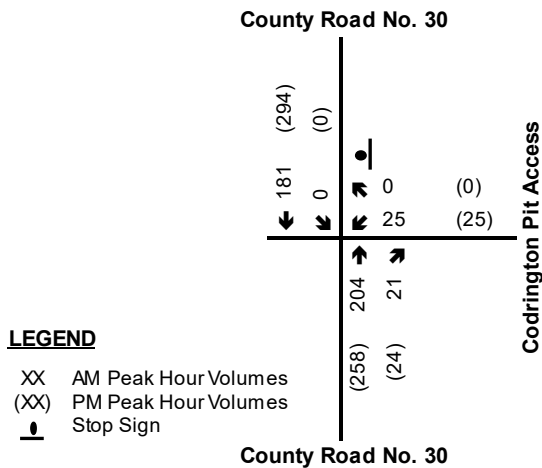 County Road No. 30
(294) (0)
181 0
0 (0)
25 (25)
Codrington Pit Access
204 21
(258) (24)
LEGEND
XX AM Peak Hour Volumes
(XX) PM Peak Hour Volumes
Stop Sign
County Road No. 30